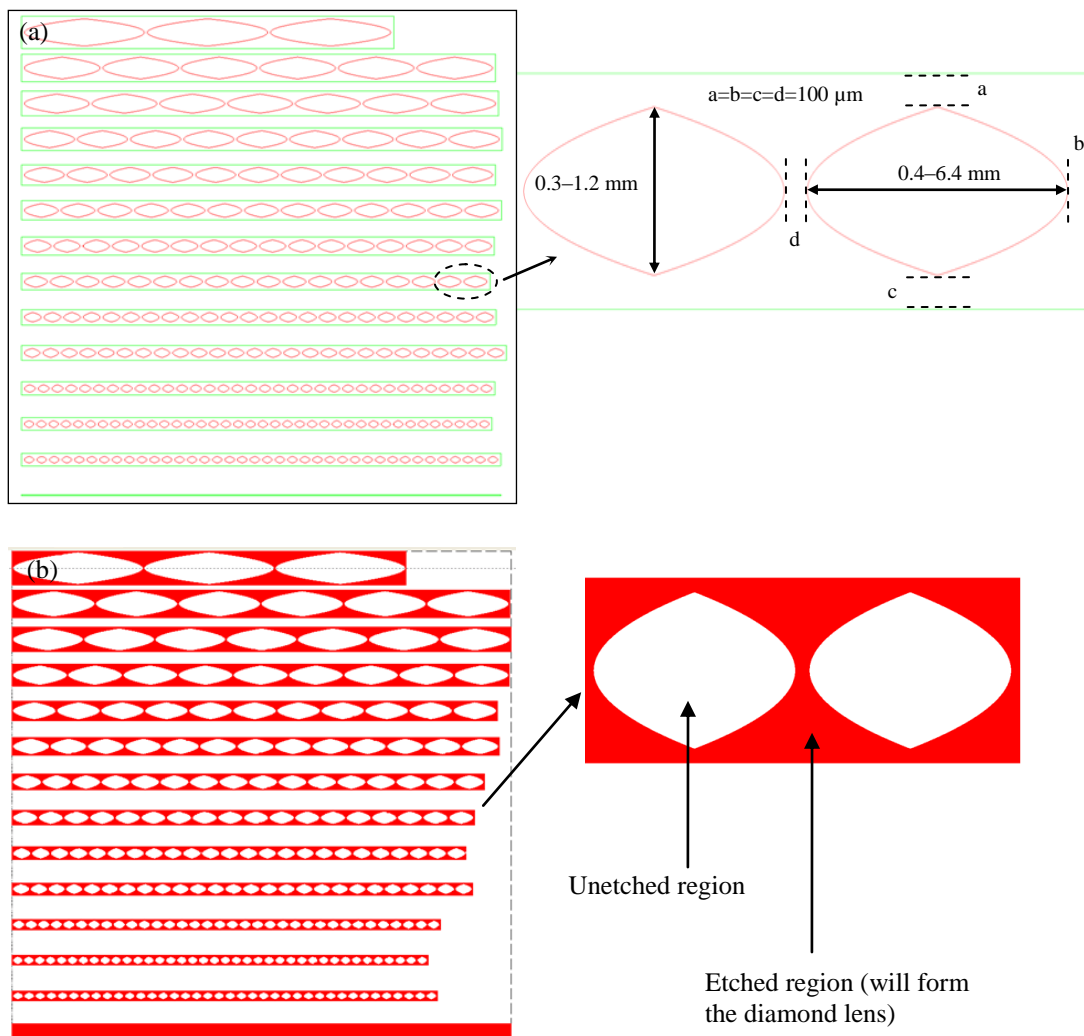 (a)
a=b=c=d=100 µm
a
b
0.3–1.2 mm
0.4–6.4 mm
d
c
(b)
Unetched region
Etched region (will form
the diamond lens)